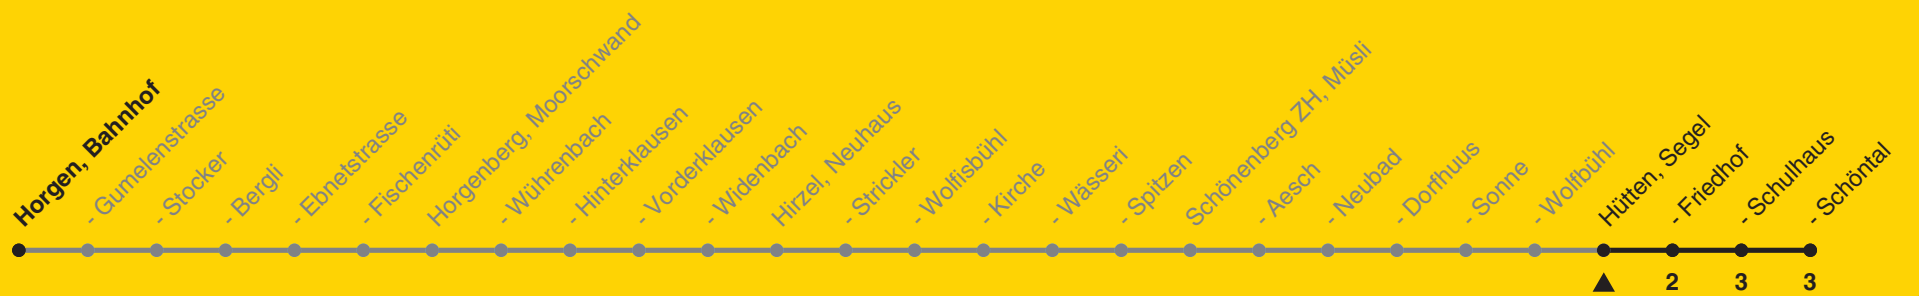 Horgen, Bahnhof
- Gumelenstrasse
- Stocker
- Bergli
- Ebnetstrasse
- Fischenrüti
Horgenberg, Moorschwand
- Wührenbach
- Hinterklausen
- Vorderklausen
- Widenbach
Hirzel, Neuhaus
- Strickler
- Wolfisbühl
- Kirche
- Wässeri
- Spitzen
Schönenberg ZH, Müsli
- Aesch
- Neubad
- Dorfhuus
- Sonne
- Wolfbühl
Hütten, Segel
- Friedhof
- Schulhaus
- Schöntal
2 3 3